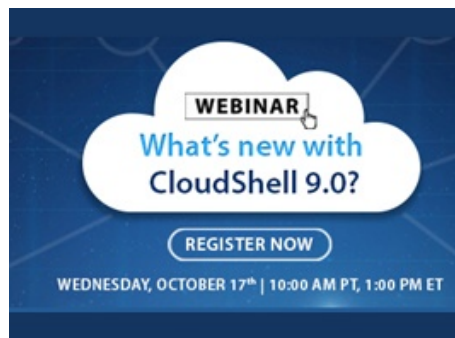 WEBINAR
What's new with
CloudShell 9.0?
REGISTER NOW
WEDNESDAY, OCTOBER 17th | 10:00 AM PT, 1:00 PM ET